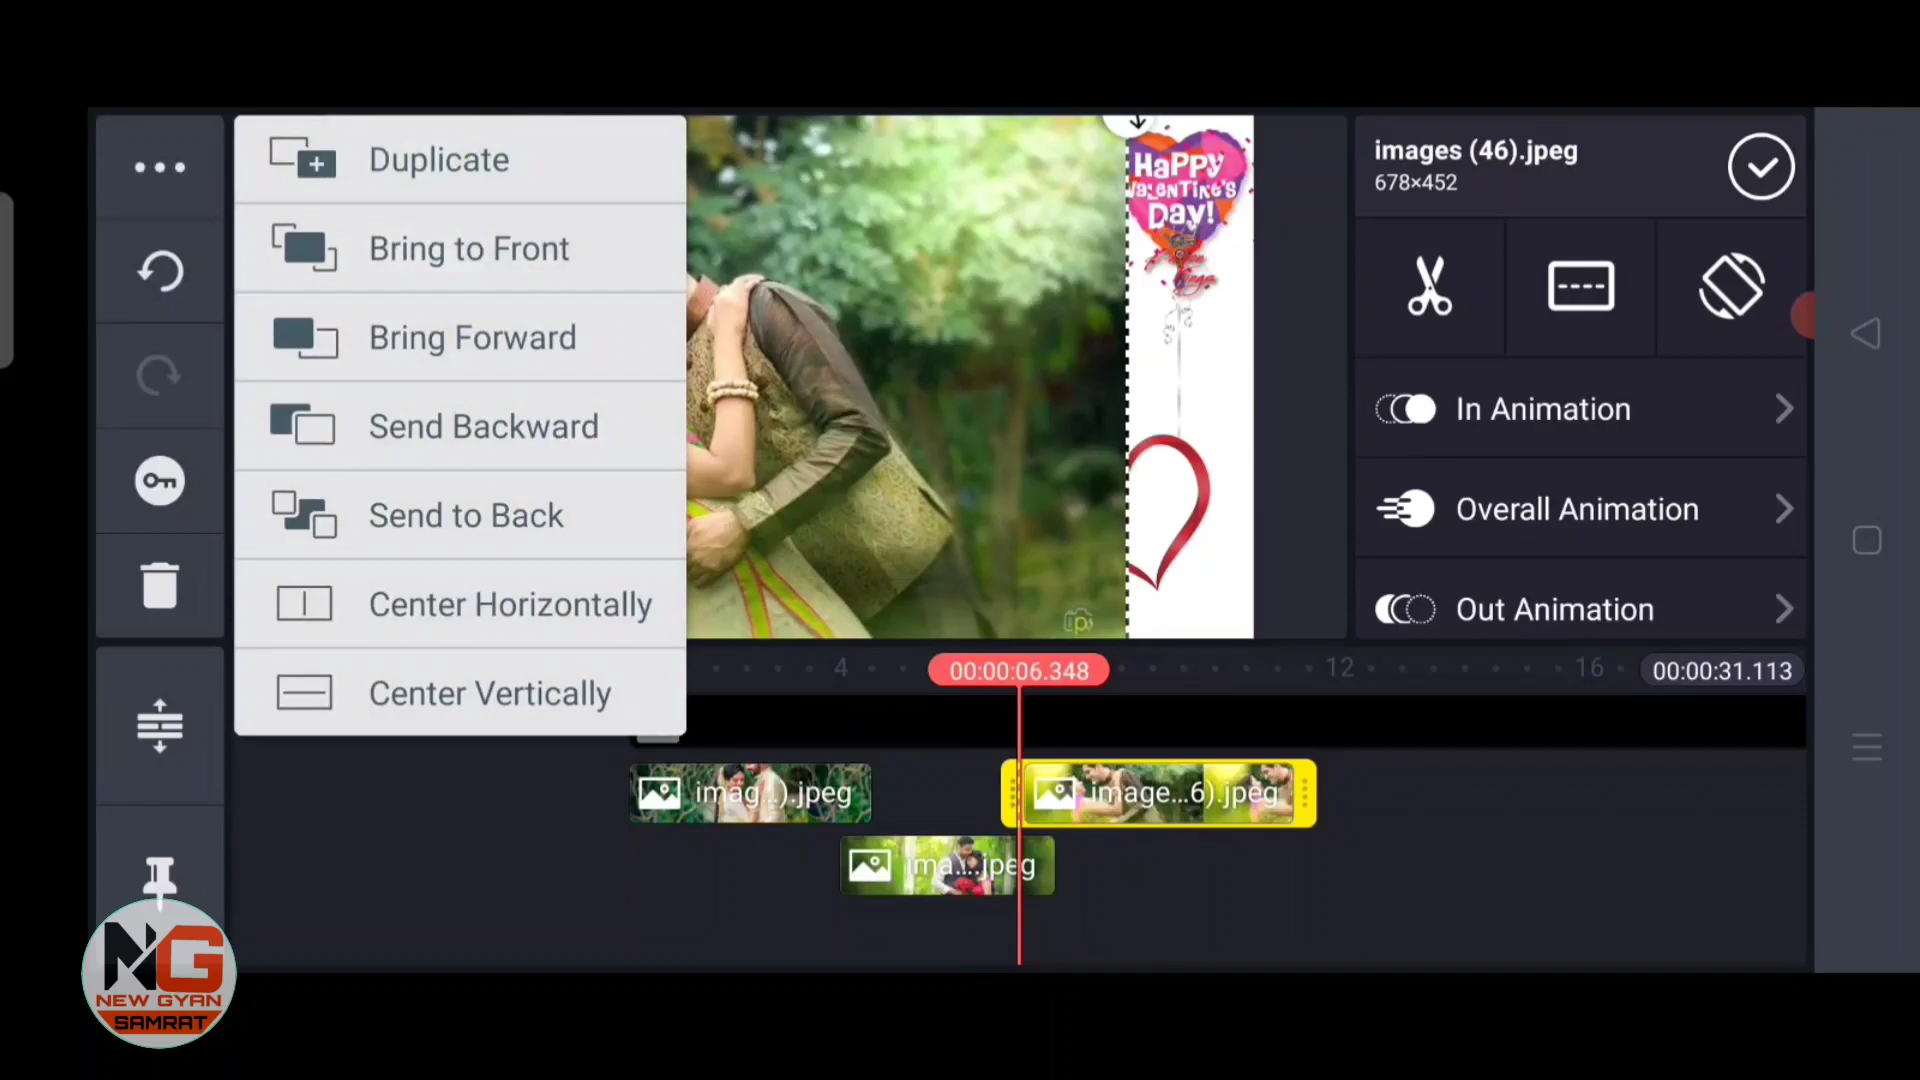 Duplicate
Bring to Front
Bring Forward
Send Backward
Send to Back
Center Horizontally
Center Vertically
HaPPY
VaLENTiNE'S
Day!
images (46).jpeg
678×452
In Animation
Overall Animation
Out Animation
4
00:00:06.348
12
16
00:00:31.113
imag...).jpeg
image...6).jpeg
ima....jpeg
NG
NEW GYAN
SAMRAT